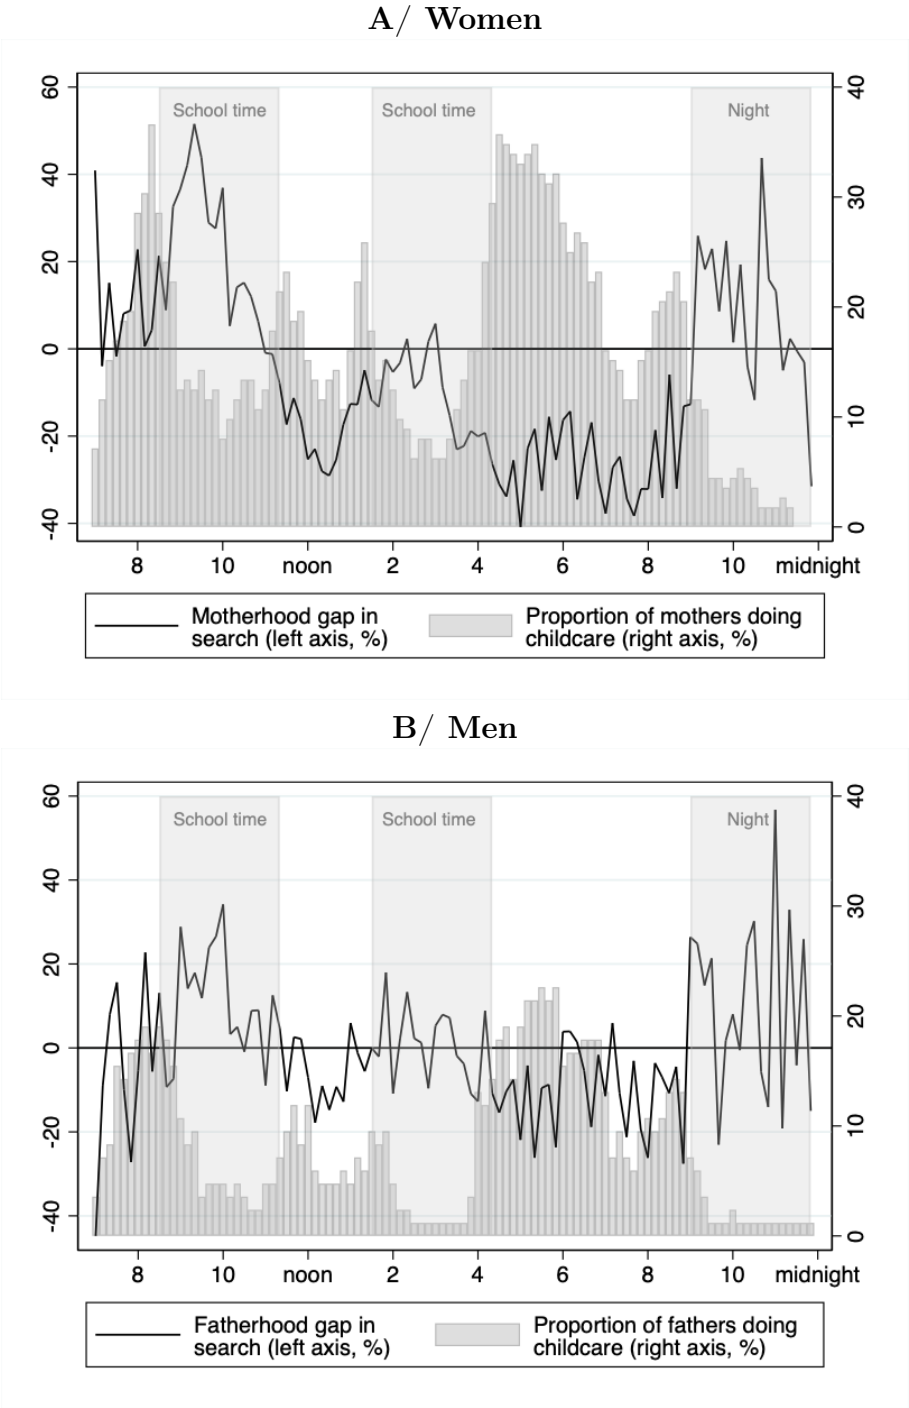 A/ Women
60
40
20
0
-20
-40
School time
School time
Night
40
30
20
10
0
8 10 noon 2 4 6 8 10 midnight
Motherhood gap in
search (left axis, %)
Proportion of mothers doing
childcare (right axis, %)
B/ Men
60
40
20
0
-20
-40
School time
School time
Night
40
30
20
10
0
8 10 noon 2 4 6 8 10 midnight
Fatherhood gap in
search (left axis, %)
Proportion of fathers doing
childcare (right axis, %)